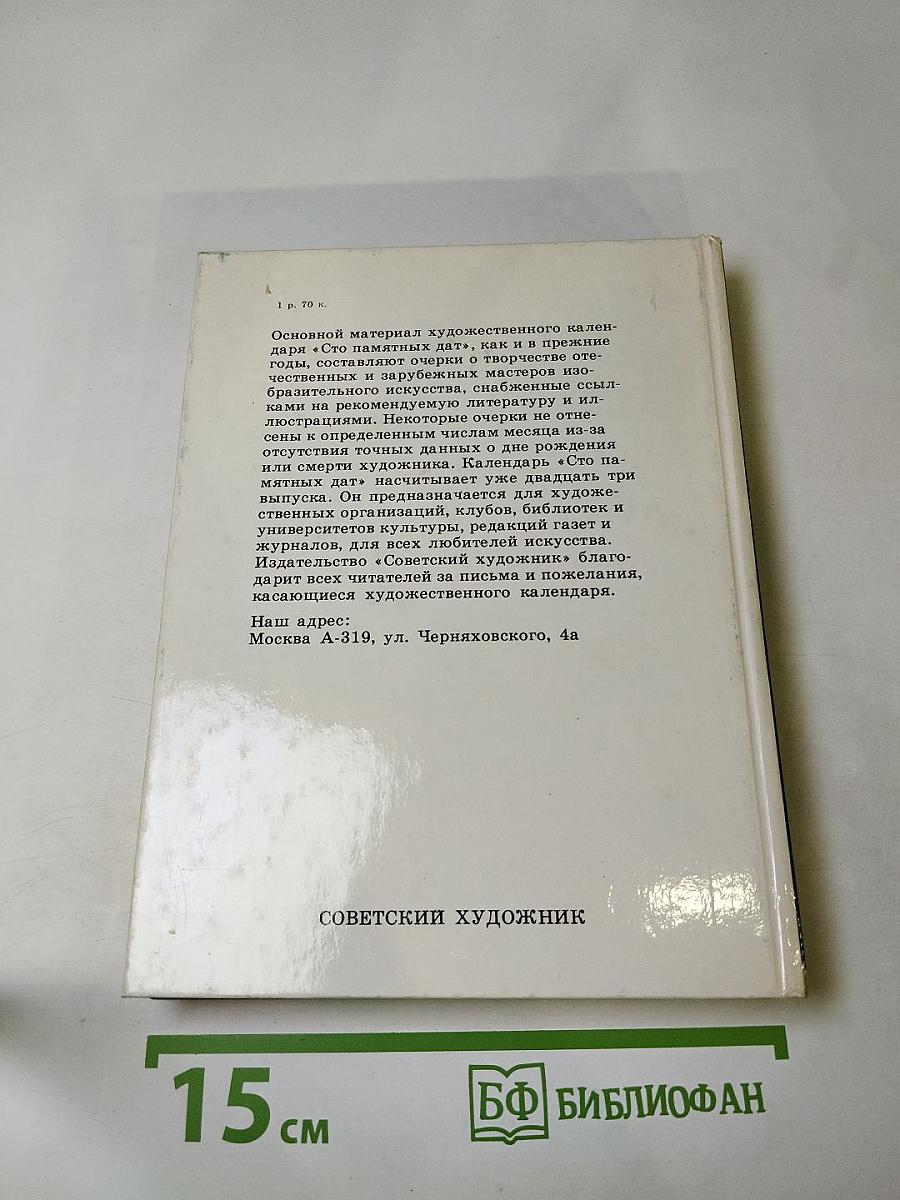 1 р. 70 к.
Основной материал художественного кален-
даря «Сто памятных дат», как и в прежние
годы, составляют очерки о творчестве оте-
чественных и зарубежных мастеров изо-
бразительного искусства, снабженные ссыл-
ками на рекомендуемую литературу и ил-
люстрациями. Некоторые очерки не отне-
сены к определенным числам месяца из-за
отсутствия точных данных о дне рождения
или смерти художника. Календарь «Сто па-
мятных дат» насчитывает уже двадцать три
выпуска. Он предназначается для художе-
ственных организаций, клубов, библиотек и
университетов культуры, редакций газет и
журналов, для всех любителей искусства.
Издательство «Советский художник» благо-
дарит всех читателей за письма и пожелания,
касающиеся художественного календаря.
Наш адрес:
Москва А-319, ул. Черняховского, 4а
СОВЕТСКИЙ ХУДОЖНИК
15 см
БФ БИБЛИОФАН